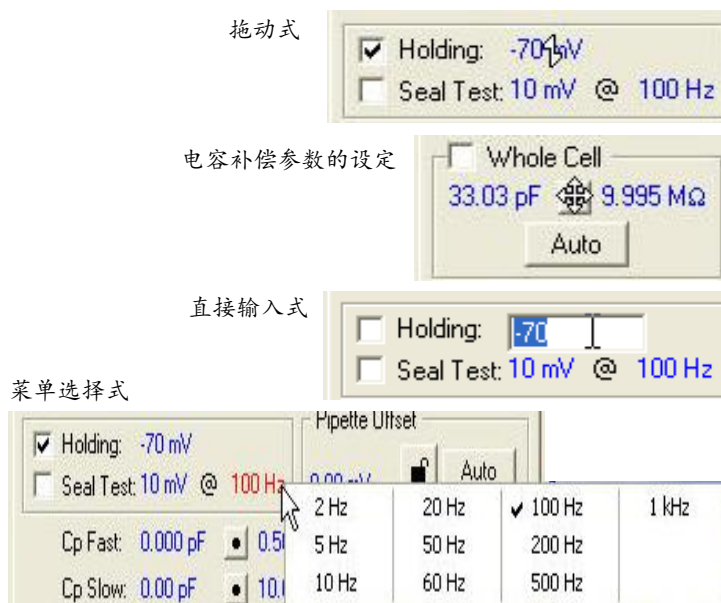 拖动式
Holding: -70 mV
Seal Test: 10 mV @ 100 Hz
电容补偿参数的设定
Whole Cell
33.03 pF 9.995 MΩ
Auto
直接输入式
Holding: -70
Seal Test: 10 mV @ 100 Hz
菜单选择式
Pipette Offset
Holding: -70 mV
Seal Test: 10 mV @ 100 Hz 0.00 mV Auto
2 Hz 20 Hz 100 Hz 1 kHz
Cp Fast: 0.000 pF
5 Hz 50 Hz 200 Hz
Cp Slow: 0.00 pF
10 Hz 60 Hz 500 Hz